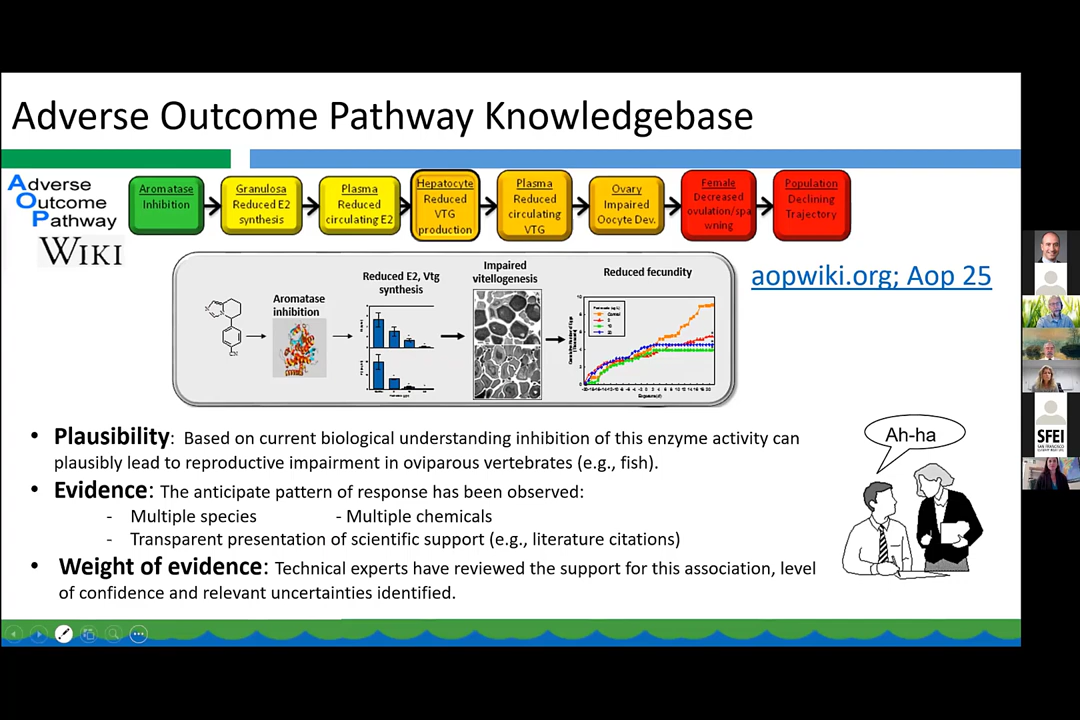 Adverse Outcome Pathway Knowledgebase
Adverse
Outcome
Pathway
WIKI
Aromatase
Inhibition
Granulosa
Reduced E2
synthesis
Plasma
Reduced
circulating E2
Hepatocyte
Reduced
VTG
production
Plasma
Reduced
circulating
VTG
Ovary
Impaired
Oocyte Dev.
Female
Decreased
ovulation/spa
wning
Population
Declining
Trajectory
aopwiki.org; Aop 25
Aromatase
inhibition
Reduced E2, Vtg
synthesis
Impaired
vitellogenesis
Reduced fecundity
Control
• Plausibility: Based on current biological understanding inhibition of this enzyme activity can
plausibly lead to reproductive impairment in oviparous vertebrates (e.g., fish).
• Evidence: The anticipate pattern of response has been observed:
- Multiple species - Multiple chemicals
- Transparent presentation of scientific support (e.g., literature citations)
• Weight of evidence: Technical experts have reviewed the support for this association, level
of confidence and relevant uncertainties identified.
Ah-ha
SFEI